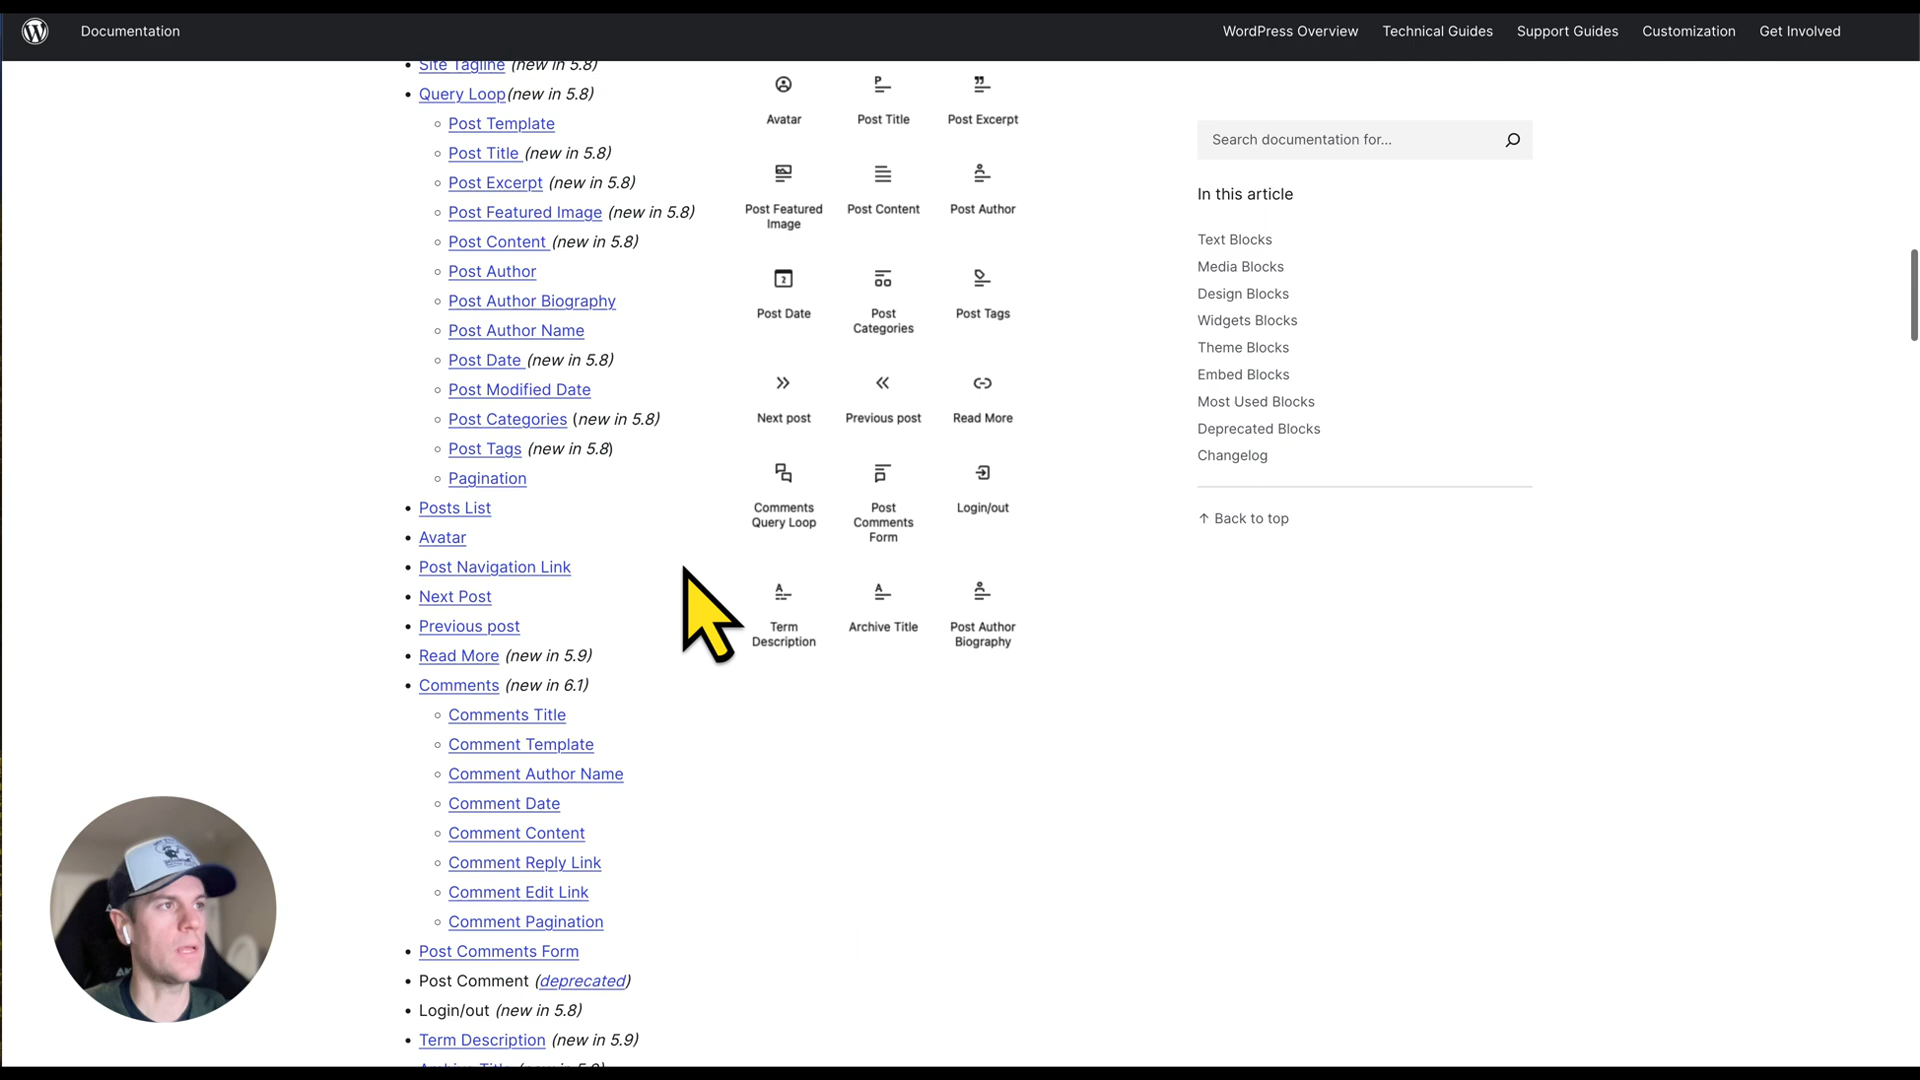 Documentation
WordPress Overview
Technical Guides
Support Guides
Customization
Get Involved
Site Tagline (new in 5.8)
Query Loop(new in 5.8)
Post Template
Post Title (new in 5.8)
Post Excerpt (new in 5.8)
Post Featured Image (new in 5.8)
Post Content (new in 5.8)
Post Author
Post Author Biography
Post Author Name
Post Date (new in 5.8)
Post Modified Date
Post Categories (new in 5.8)
Post Tags (new in 5.8)
Pagination
Posts List
Avatar
Post Navigation Link
Next Post
Previous post
Read More (new in 5.9)
Comments (new in 6.1)
Comments Title
Comment Template
Comment Author Name
Comment Date
Comment Content
Comment Reply Link
Comment Edit Link
Comment Pagination
Post Comments Form
Post Comment (deprecated)
Login/out (new in 5.8)
Term Description (new in 5.9)
Avatar
Post Title
Post Excerpt
Post Featured
Image
Post Content
Post Author
Post Date
Post
Categories
Post Tags
Next post
Previous post
Read More
Comments
Query Loop
Post
Comments
Form
Login/out
Term
Description
Archive Title
Post Author
Biography
Search documentation for...
In this article
Text Blocks
Media Blocks
Design Blocks
Widgets Blocks
Theme Blocks
Embed Blocks
Most Used Blocks
Deprecated Blocks
Changelog
↑ Back to top